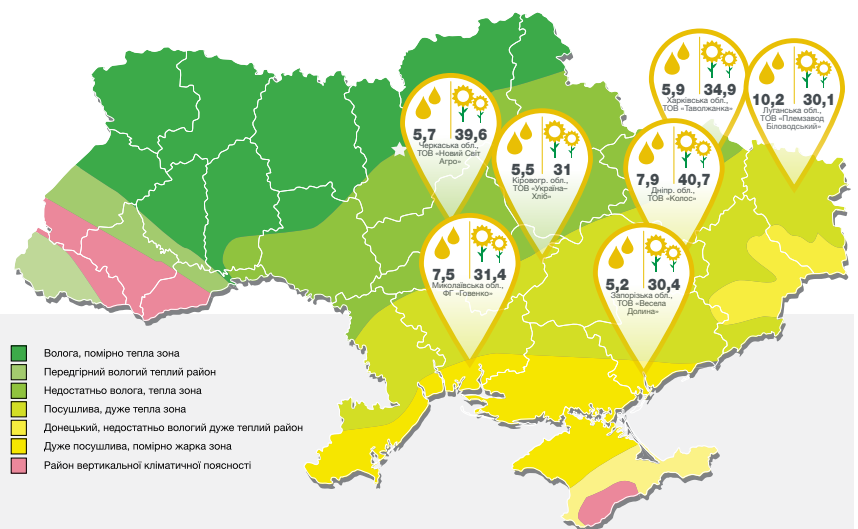 5,9 34,9
Харківська обл.,
ТОВ «Таволжанка»
10,2 30,1
Луганська обл.,
ТОВ «Племзавод
Біловодський»
5,7 39,6
Черкаська обл.,
ТОВ «Новий Світ
Агро»
5,5 31
Кіровогр. обл.,
ТОВ «Україна–
Хліб»
7,9 40,7
Дніпр. обл.,
ТОВ «Колос»
7,5 31,4
Миколаївська обл.,
ФГ «Говенко»
5,2 30,4
Запорізька обл.,
ТОВ «Весела
Долина»
Волога, помірно тепла зона
Передгірний вологий теплий район
Недостатньо волога, тепла зона
Посушлива, дуже тепла зона
Донецький, недостатньо вологий дуже теплий район
Дуже посушлива, помірно жарка зона
Район вертикальної кліматичної поясності